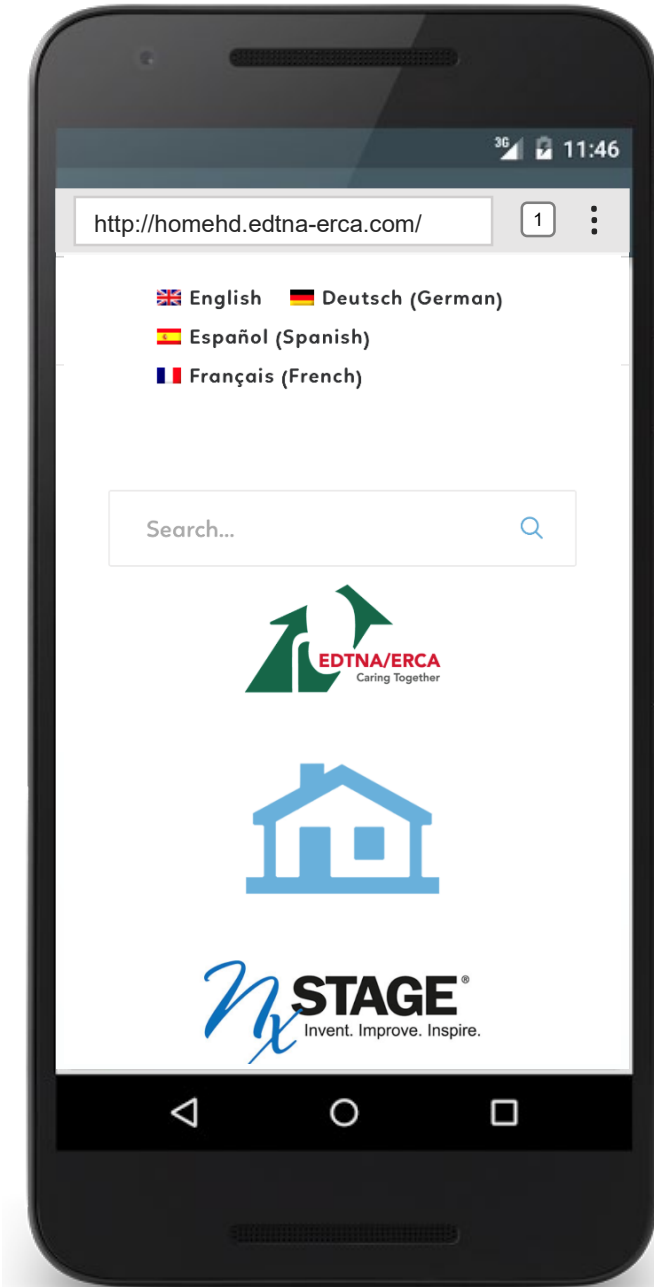 3G 11:46
http://homehd.edtna-erca.com/ 1
English Deutsch (German)
Español (Spanish)
Français (French)
Search...
EDTNA/ERCA
Caring Together
nxSTAGE®
Invent. Improve. Inspire.